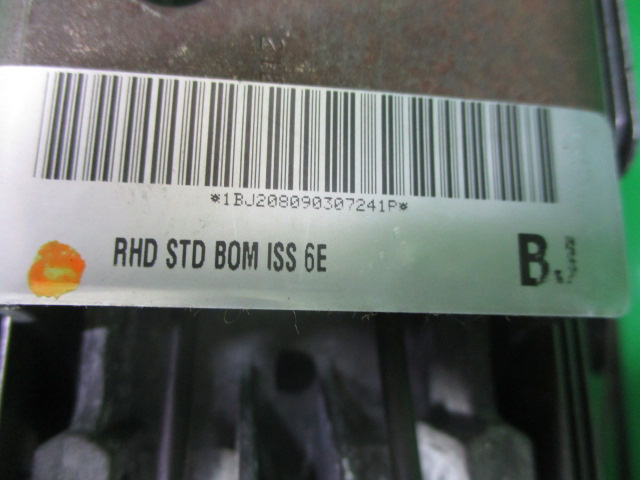 *1BJ208090307241P*
RHD STD BOM ISS 6E
B